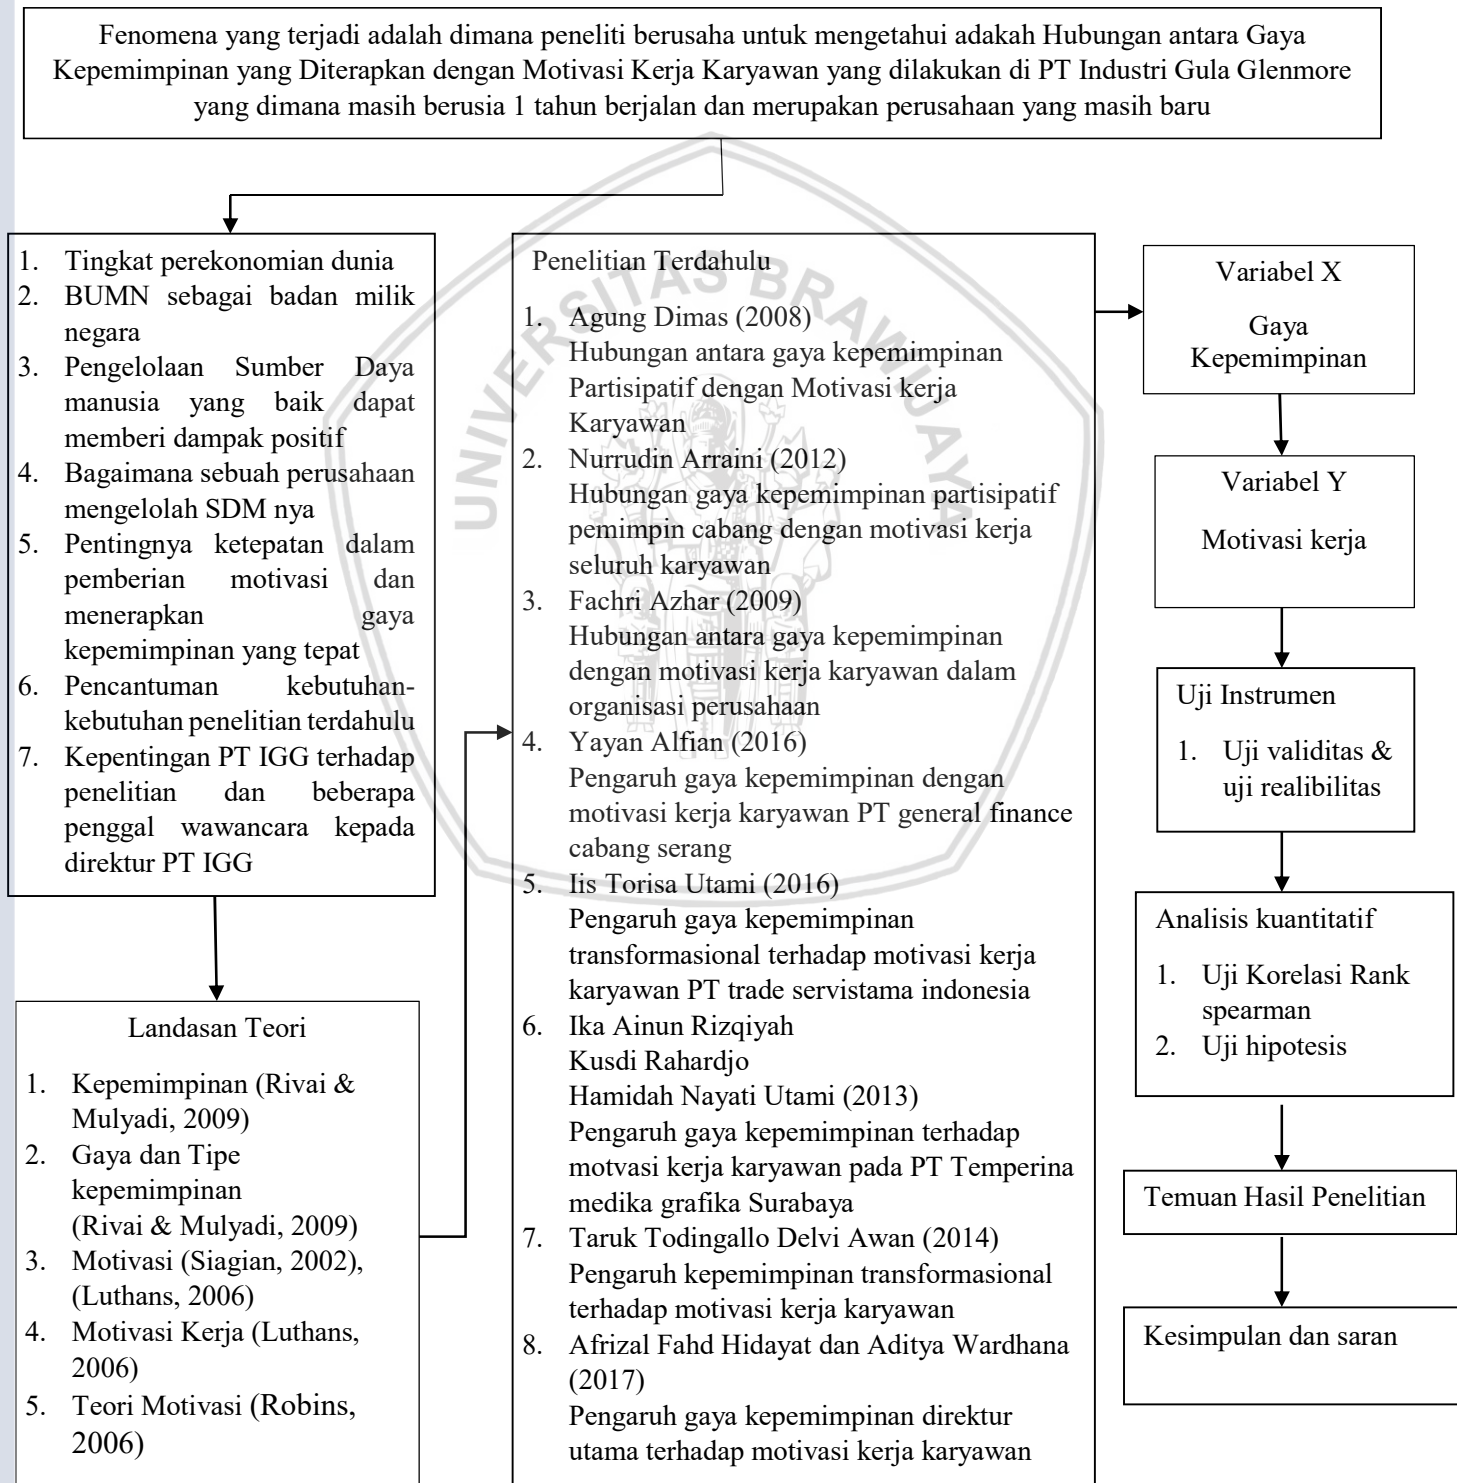 Fenomena yang terjadi adalah dimana peneliti berusaha untuk mengetahui adakah Hubungan antara Gaya
Kepemimpinan yang Diterapkan dengan Motivasi Kerja Karyawan yang dilakukan di PT Industri Gula Glenmore
yang dimana masih berusia 1 tahun berjalan dan merupakan perusahaan yang masih baru
1. Tingkat perekonomian dunia
2. BUMN sebagai badan milik
negara
3. Pengelolaan Sumber Daya
manusia yang baik dapat
memberi dampak positif
4. Bagaimana sebuah perusahaan
mengelolah SDM nya
5. Pentingnya ketepatan dalam
pemberian motivasi dan
menerapkan gaya
kepemimpinan yang tepat
6. Pencantuman kebutuhan-
kebutuhan penelitian terdahulu
7. Kepentingan PT IGG terhadap
penelitian dan beberapa
penggal wawancara kepada
direktur PT IGG
Landasan Teori
1. Kepemimpinan (Rivai &
Mulyadi, 2009)
2. Gaya dan Tipe
kepemimpinan
(Rivai & Mulyadi, 2009)
3. Motivasi (Siagian, 2002),
(Luthans, 2006)
4. Motivasi Kerja (Luthans,
2006)
5. Teori Motivasi (Robins,
2006)
Penelitian Terdahulu
1. Agung Dimas (2008)
Hubungan antara gaya kepemimpinan
Partisipatif dengan Motivasi kerja
Karyawan
2. Nurrudin Arraini (2012)
Hubungan gaya kepemimpinan partisipatif
pemimpin cabang dengan motivasi kerja
seluruh karyawan
3. Fachri Azhar (2009)
Hubungan antara gaya kepemimpinan
dengan motivasi kerja karyawan dalam
organisasi perusahaan
4. Yayan Alfian (2016)
Pengaruh gaya kepemimpinan dengan
motivasi kerja karyawan PT general finance
cabang serang
5. Iis Torisa Utami (2016)
Pengaruh gaya kepemimpinan
transformasional terhadap motivasi kerja
karyawan PT trade servistama indonesia
6. Ika Ainun Rizqiyah
Kusdi Rahardjo
Hamidah Nayati Utami (2013)
Pengaruh gaya kepemimpinan terhadap
motvasi kerja karyawan pada PT Temperina
medika grafika Surabaya
7. Taruk Todingallo Delvi Awan (2014)
Pengaruh kepemimpinan transformasional
terhadap motivasi kerja karyawan
8. Afrizal Fahd Hidayat dan Aditya Wardhana
(2017)
Pengaruh gaya kepemimpinan direktur
utama terhadap motivasi kerja karyawan
Variabel X
Gaya
Kepemimpinan
Variabel Y
Motivasi kerja
Uji Instrumen
1. Uji validitas &
uji realibilitas
Analisis kuantitatif
1. Uji Korelasi Rank
spearman
2. Uji hipotesis
Temuan Hasil Penelitian
Kesimpulan dan saran
UNIVERSITAS BRAWIJAYA